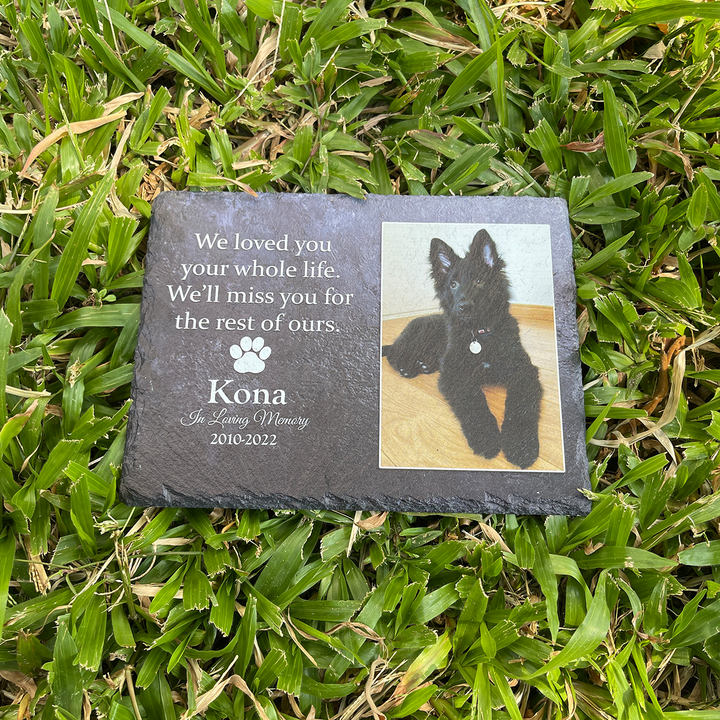 We loved you
your whole life.
We'll miss you for
the rest of ours.
Kona
In Loving Memory
2010-2022